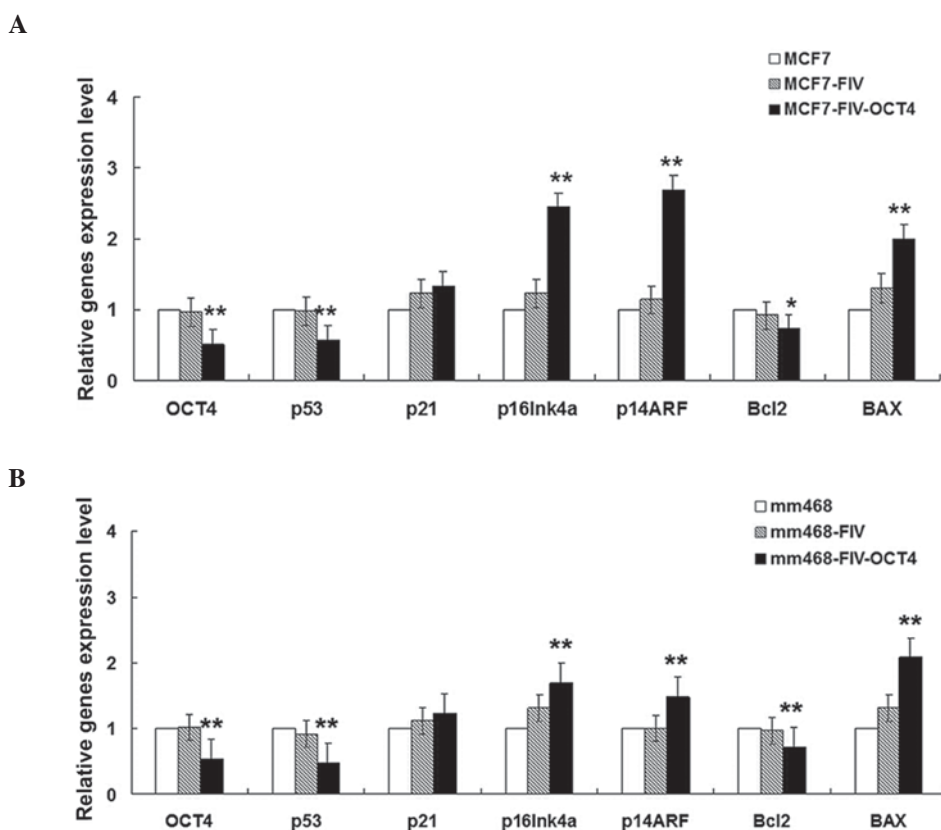 A
Relative genes expression level
MCF7
MCF7-FIV
MCF7-FIV-OCT4
4
3
2
1
0
**
**
**
**
*
**
OCT4 p53 p21 p16Ink4a p14ARF Bcl2 BAX
B
Relative genes expression level
mm468
mm468-FIV
mm468-FIV-OCT4
4
3
2
1
0
**
**
**
**
**
**
OCT4 p53 p21 p16Ink4a p14ARF Bcl2 BAX